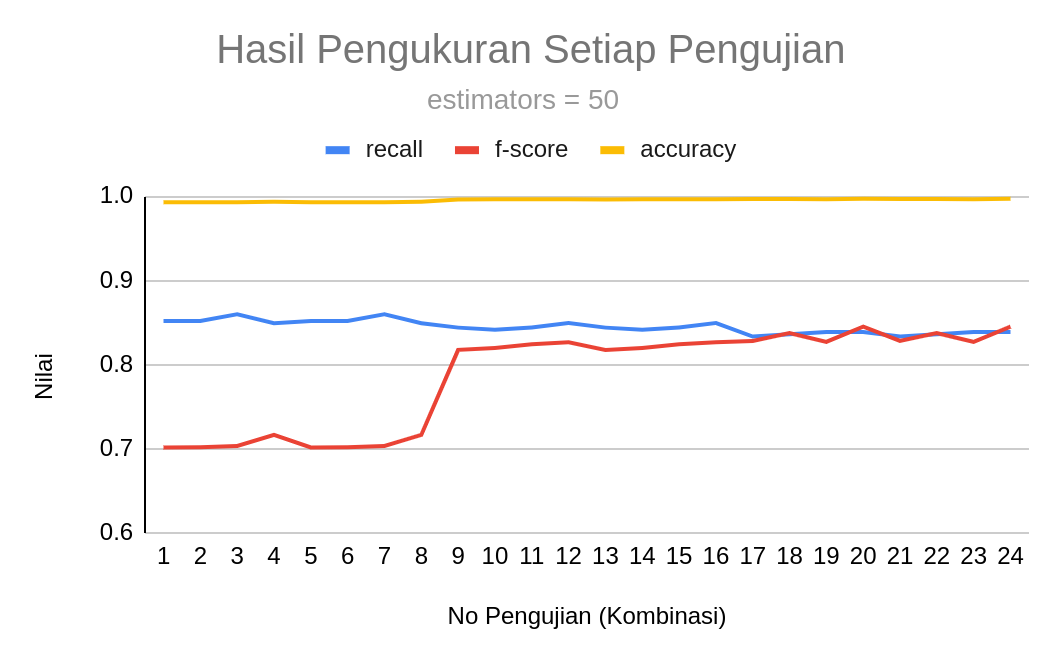 Hasil Pengukuran Setiap Pengujian
estimators = 50
recall f-score accuracy
1.0
0.9
0.8
0.7
0.6
Nilai
1 2 3 4 5 6 7 8 9 10 11 12 13 14 15 16 17 18 19 20 21 22 23 24
No Pengujian (Kombinasi)